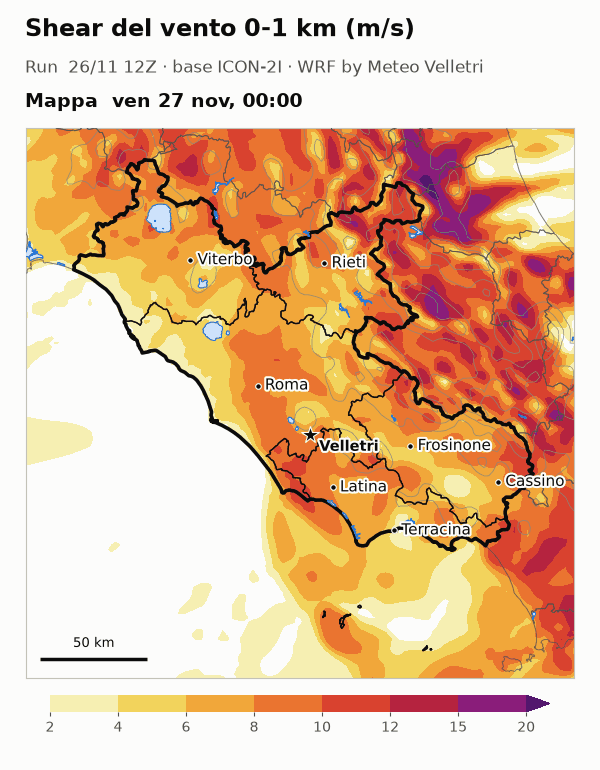 Shear del vento 0-1 km (m/s)
Run  26/11 12Z · base ICON-2I · WRF by Meteo Velletri
Mappa  ven 27 nov, 00:00
Viterbo
Rieti
Roma
Velletri
Frosinone
Latina
Cassino
Terracina
50 km
2 4 6 8 10 12 15 20